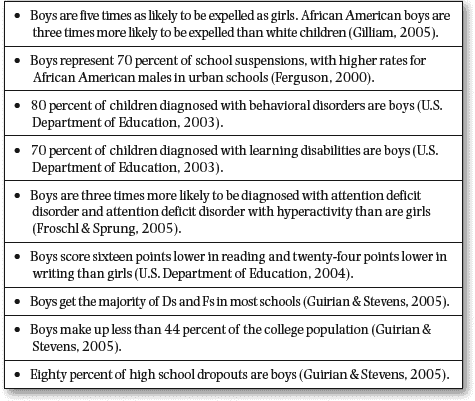 • Boys are five times as likely to be expelled as girls. African American boys are
three times more likely to be expelled than white children (Gilliam, 2005).
• Boys represent 70 percent of school suspensions, with higher rates for
African American males in urban schools (Ferguson, 2000).
• 80 percent of children diagnosed with behavioral disorders are boys (U.S.
Department of Education, 2003).
• 70 percent of children diagnosed with learning disabilities are boys (U.S.
Department of Education, 2003).
• Boys are three times more likely to be diagnosed with attention deficit
disorder and attention deficit disorder with hyperactivity than are girls
(Froschl & Sprung, 2005).
• Boys score sixteen points lower in reading and twenty-four points lower in
writing than girls (U.S. Department of Education, 2004).
• Boys get the majority of Ds and Fs in most schools (Guirian & Stevens, 2005).
• Boys make up less than 44 percent of the college population (Guirian &
Stevens, 2005).
• Eighty percent of high school dropouts are boys (Guirian & Stevens, 2005).